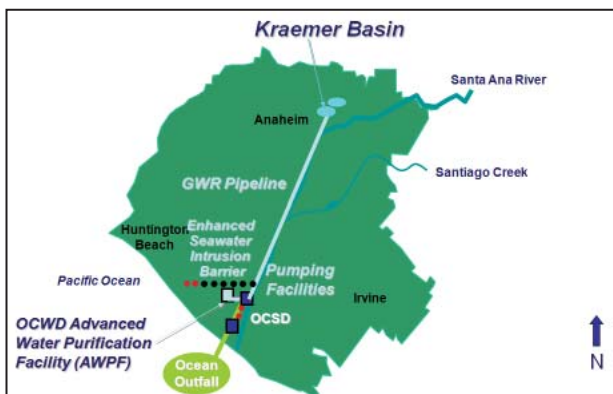 Kraemer Basin
Santa Ana River
Anaheim
Santiago Creek
GWR Pipeline
Huntington
Beach
Enhanced
Seawater
Intrusion
Barrier
Pacific Ocean
Pumping
Facilities
Irvine
OCWD Advanced
Water Purification
Facility (AWPF)
OCSD
Ocean
Outfall
N